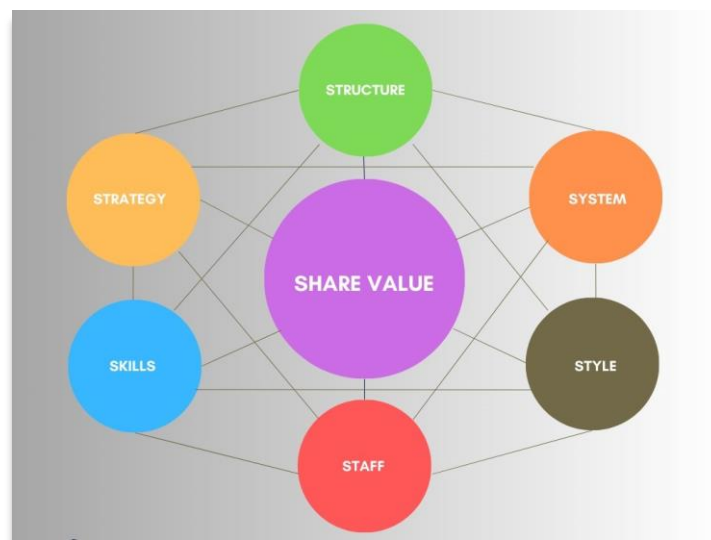 STRUCTURE
STRATEGY
SYSTEM
SHARE VALUE
SKILLS
STYLE
STAFF